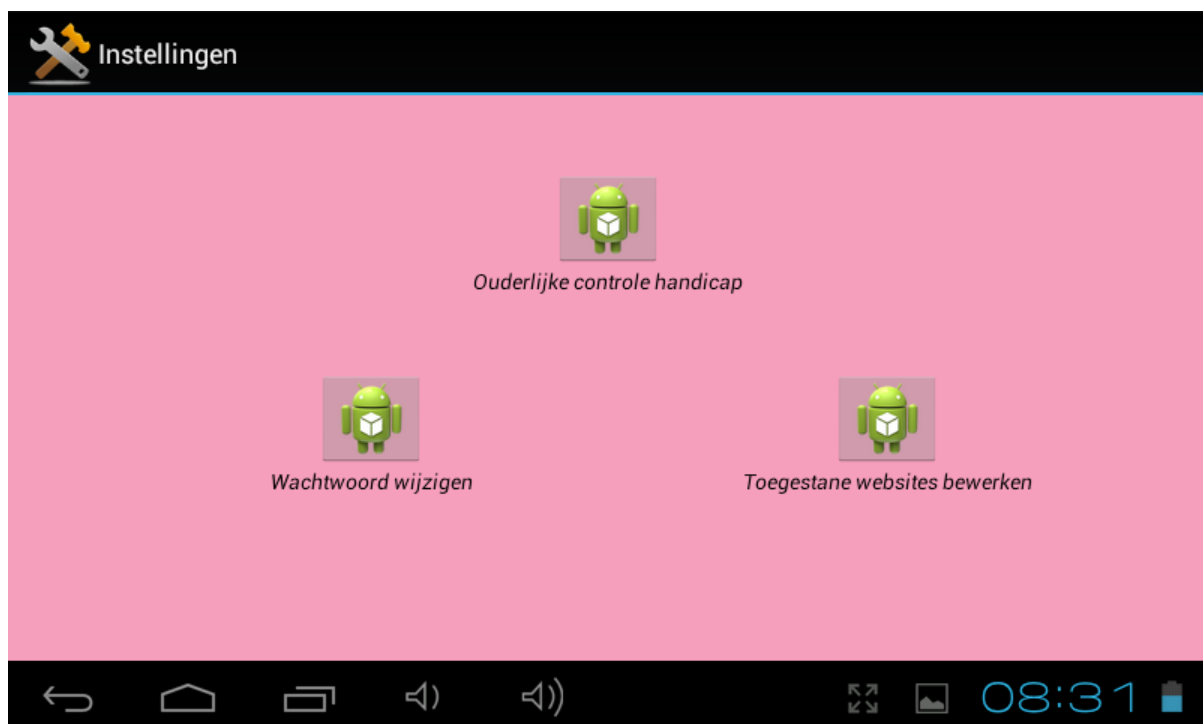 Instellingen
Ouderlijke controle handicap
Wachtwoord wijzigen
Toegestane websites bewerken
08:31